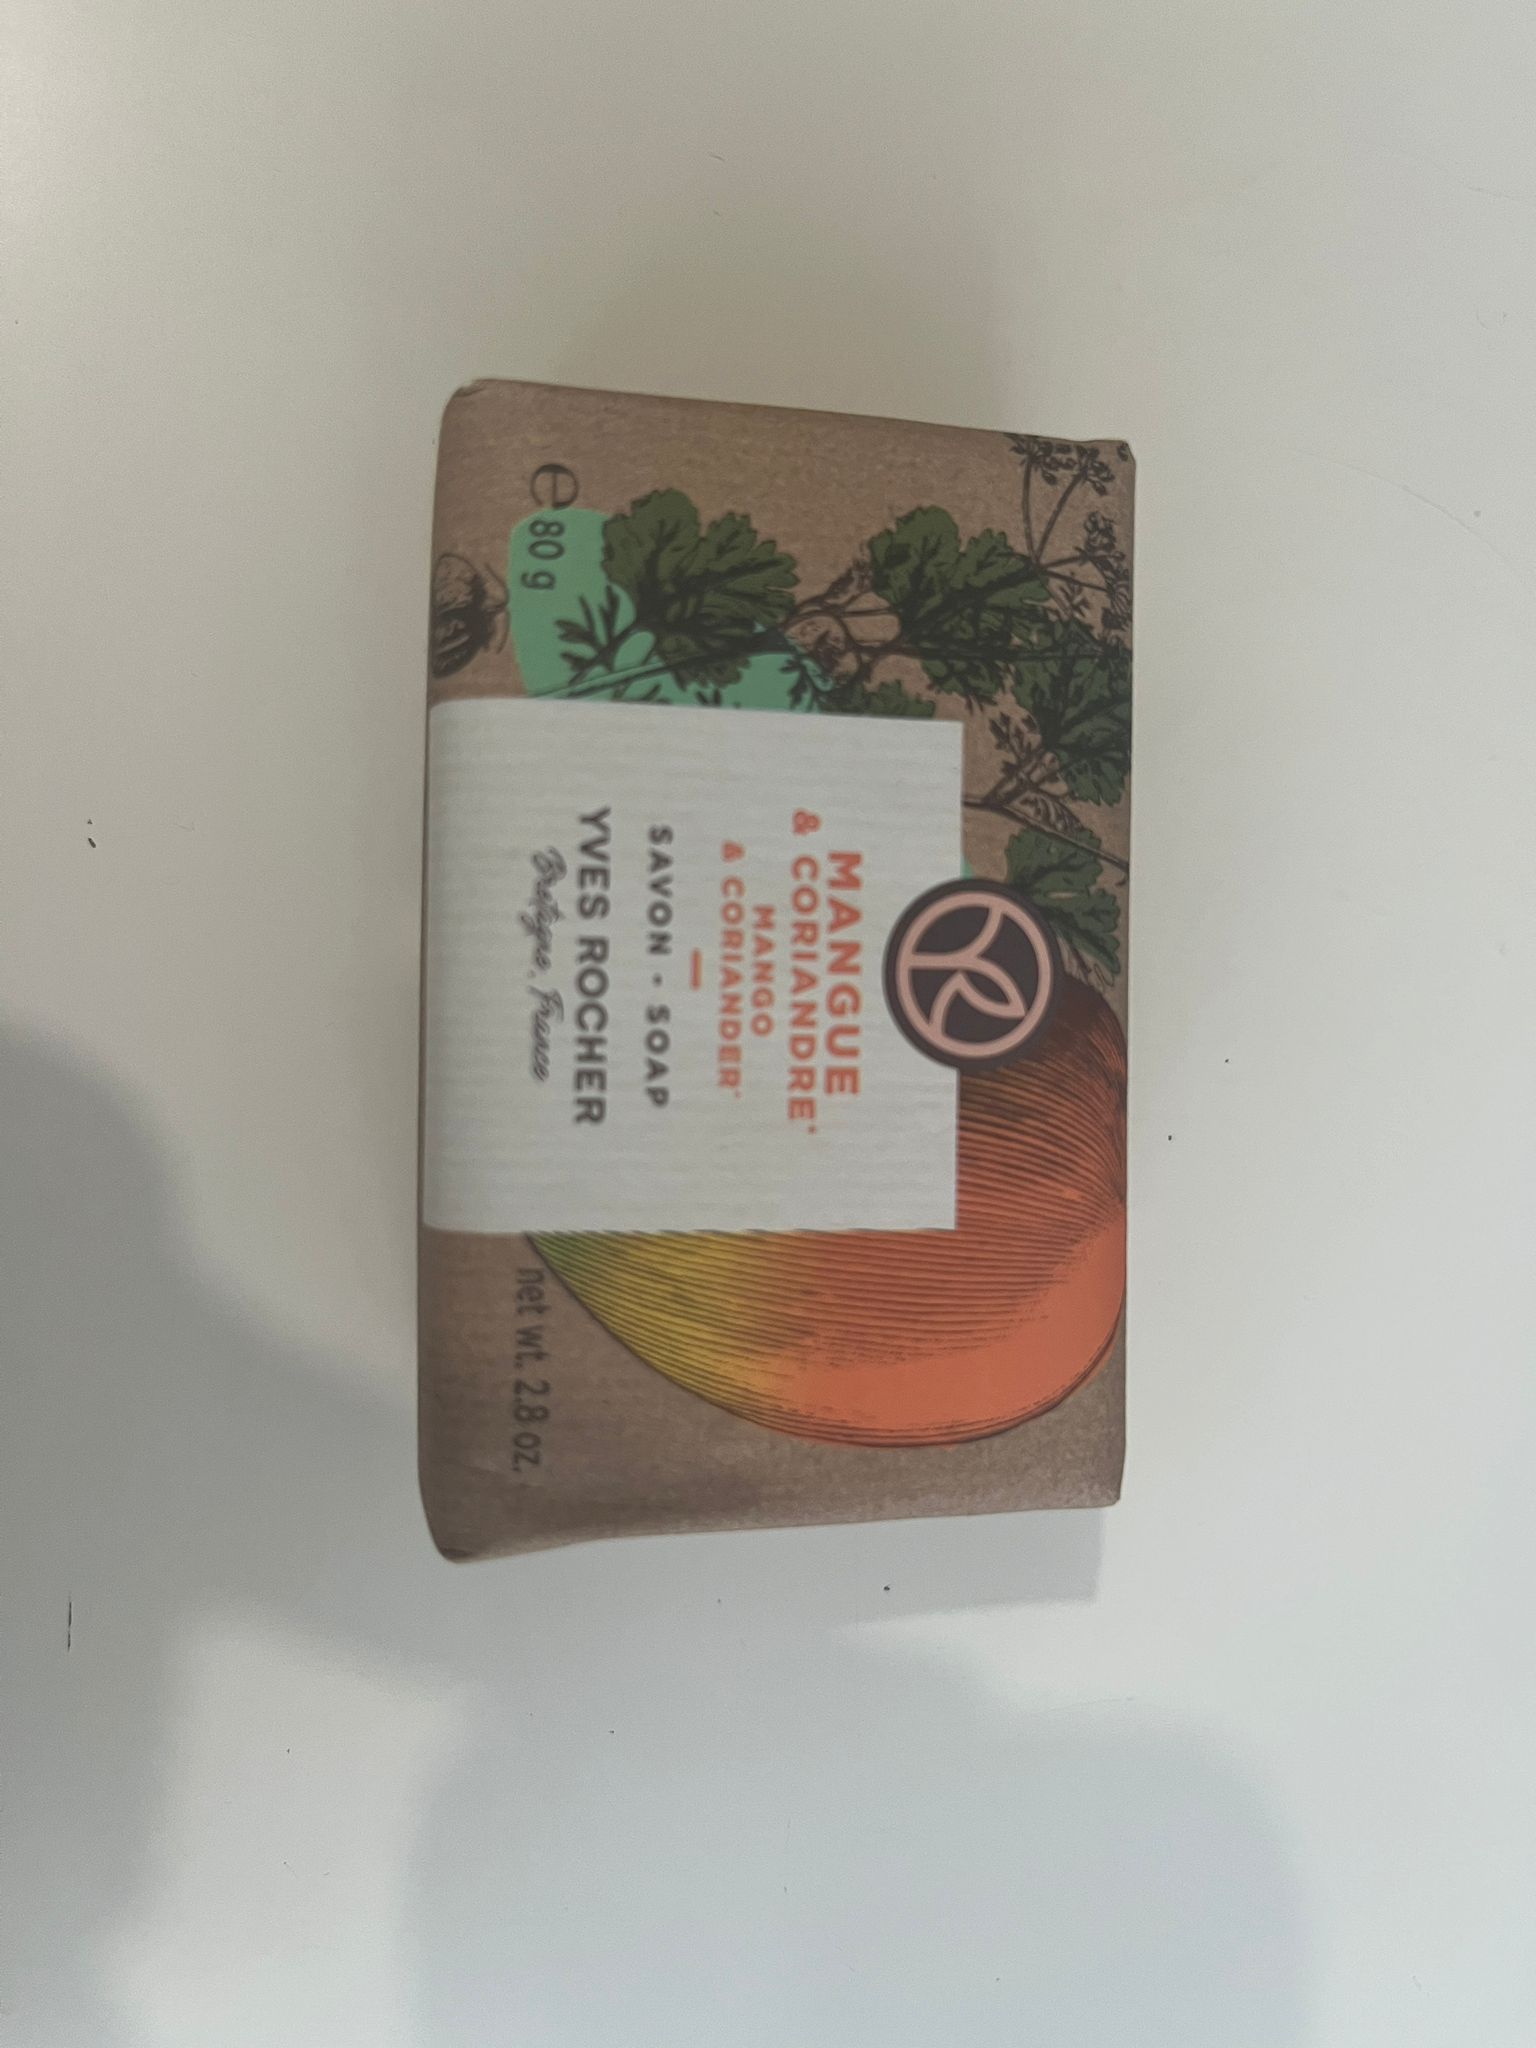 MANGUE
& CORIANDRE*
MANGO
& CORIANDER*
SAVON • SOAP
YVES ROCHER
Bretagne, France
e 80 g
net wt. 2.8 oz.